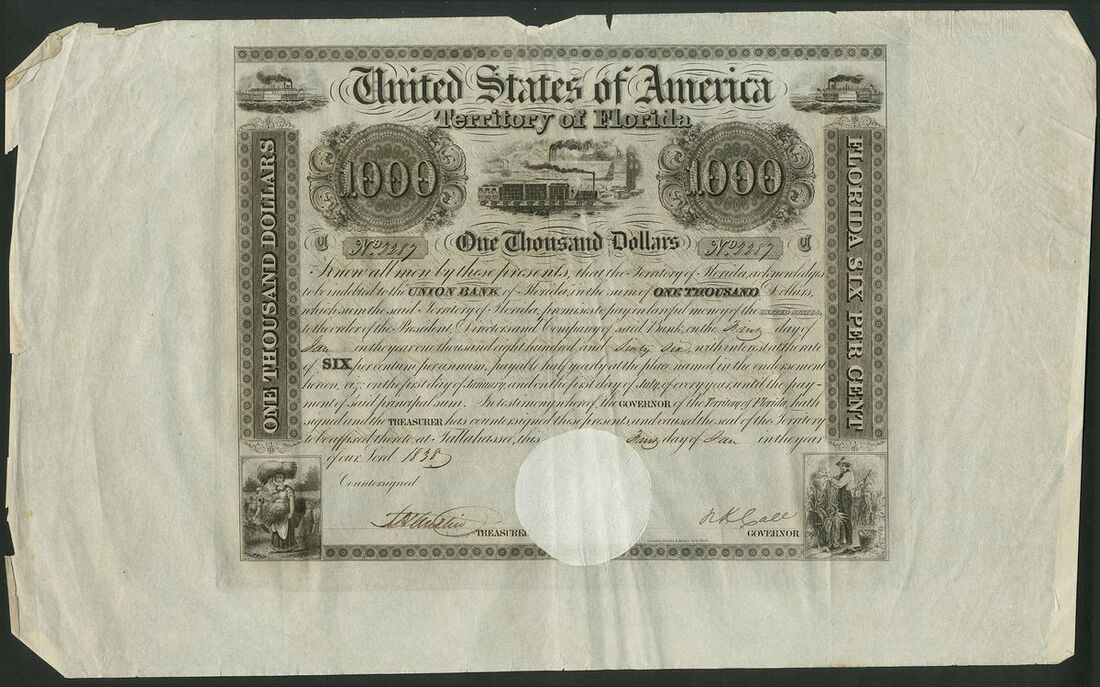 United States of America
Territory of Florida
1000
1000
ONE THOUSAND DOLLARS
FLORIDA SIX PER CENT
One Thousand Dollars
Know all men by these presents, that the Territory of Florida, acknowledges
to be indebted to the UNION BANK of Florida, in the sum of ONE THOUSAND Dollars,
which sum the said Territory of Florida, promises to pay in lawful money of the UNITED STATES,
to the order of the President, Directors and Company of said Bank, on the First day of
Jan in the year one thousand eight hundred, and Sixty six, with interest at the rate
of SIX per centum per annum, payable half yearly at the place named in the endorsement
hereon, viz: on the first day of January, and on the first day of July, of every year, until the pay-
ment of said principal sum. In testimony whereof, the GOVERNOR of the Territory of Florida, hath
signed and the TREASURER has countersigned these presents, and caused the seal of the Territory
to be affixed thereto at Tallahassee, this First day of Jan in the year
of our Lord 1838
Countersigned
TREASURER
R K Call
GOVERNOR